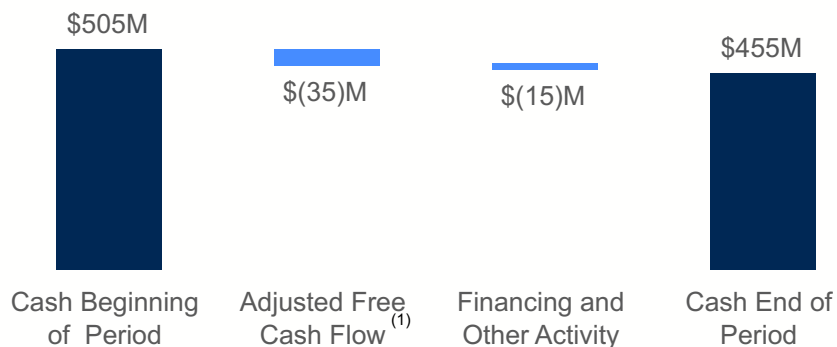 $505M
$(35)M
$(15)M
$455M
Cash Beginning
of Period
Adjusted Free
Cash Flow (1)
Financing and
Other Activity
Cash End of
Period